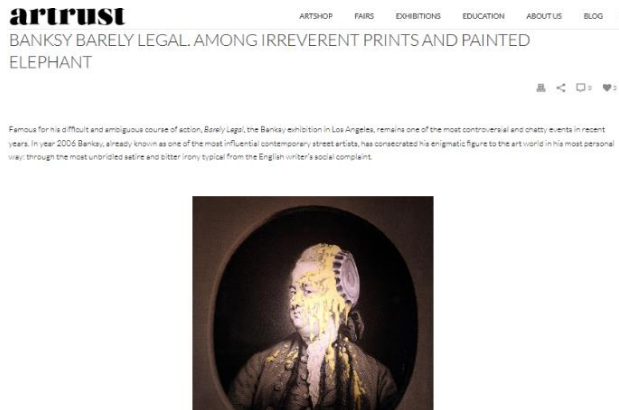 artrust
ARTSHOP FAIRS EXHIBITIONS EDUCATION ABOUT US BLOG
BANKSY BARELY LEGAL. AMONG IRREVERENT PRINTS AND PAINTED
ELEPHANT
Famous for his difficult and ambiguous course of action, Barely Legal, the Banksy exhibition in Los Angeles, remains one of the most controversial and chatty events in recent
years. In year 2006 Banksy, already known as one of the most influential contemporary street artists, has consecrated his enigmatic figure to the art world in his most personal
way: through the most unbridled satire and bitter irony typical from the English writer's social complaint.